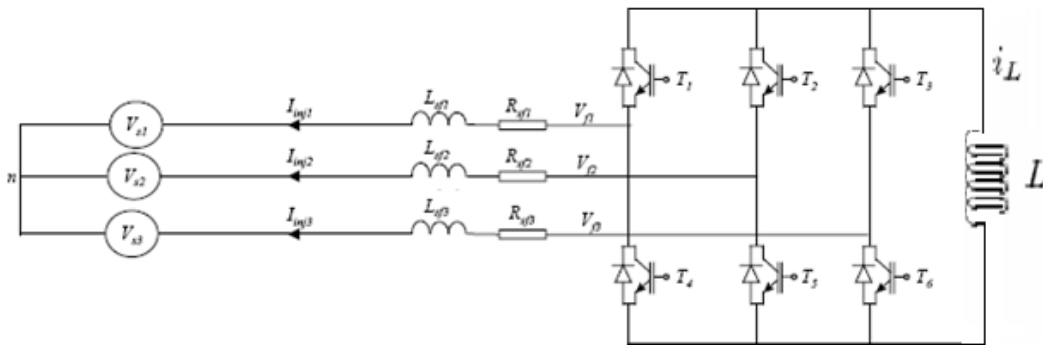 T1 T2 T3
iL
Lsf1 Rsf1 Vf1
Iinj1
Vs1
Lsf2 Rsf2 Vf2
Iinj2
n Vs2
L
Lsf3 Rsf3 Vf3
Iinj3
Vs3
T4 T5 T6